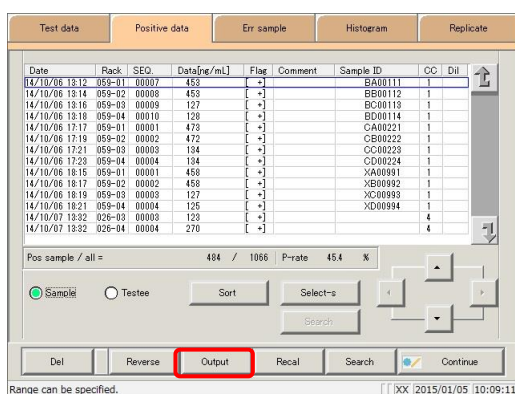 Test data Positive data Err sample Histogram Replicate
Date Rack SEQ. Data[ng/mL] Flag Comment Sample ID CC Dil
14/10/06 13:12 059-01 00007 453 [ +] BA00111 1
14/10/06 13:14 059-02 00008 453 [ +] BB00112 1
14/10/06 13:16 059-03 00009 127 [ +] BC00113 1
14/10/06 13:18 059-04 00010 128 [ +] BD00114 1
14/10/06 17:17 059-01 00001 473 [ +] CA00221 1
14/10/06 17:19 059-02 00002 472 [ +] CB00222 1
14/10/06 17:21 059-03 00003 134 [ +] CC00223 1
14/10/06 17:23 059-04 00004 134 [ +] CD00224 1
14/10/06 18:15 059-01 00001 458 [ +] XA00991 1
14/10/06 18:17 059-02 00002 458 [ +] XB00992 1
14/10/06 18:19 059-03 00003 127 [ +] XC00993 1
14/10/06 18:21 059-04 00004 125 [ +] XD00994 1
14/10/07 13:32 026-03 00003 123 [ +] 4
14/10/07 13:32 026-04 00004 270 [ +] 4
Pos sample / all = 484 / 1066 P-rate 45.4 %
Sample Testee Sort Select-s
Search
Del Reverse Output Recal Search Continue
Range can be specified. [ [ XX 2015/01/05 10:09:11